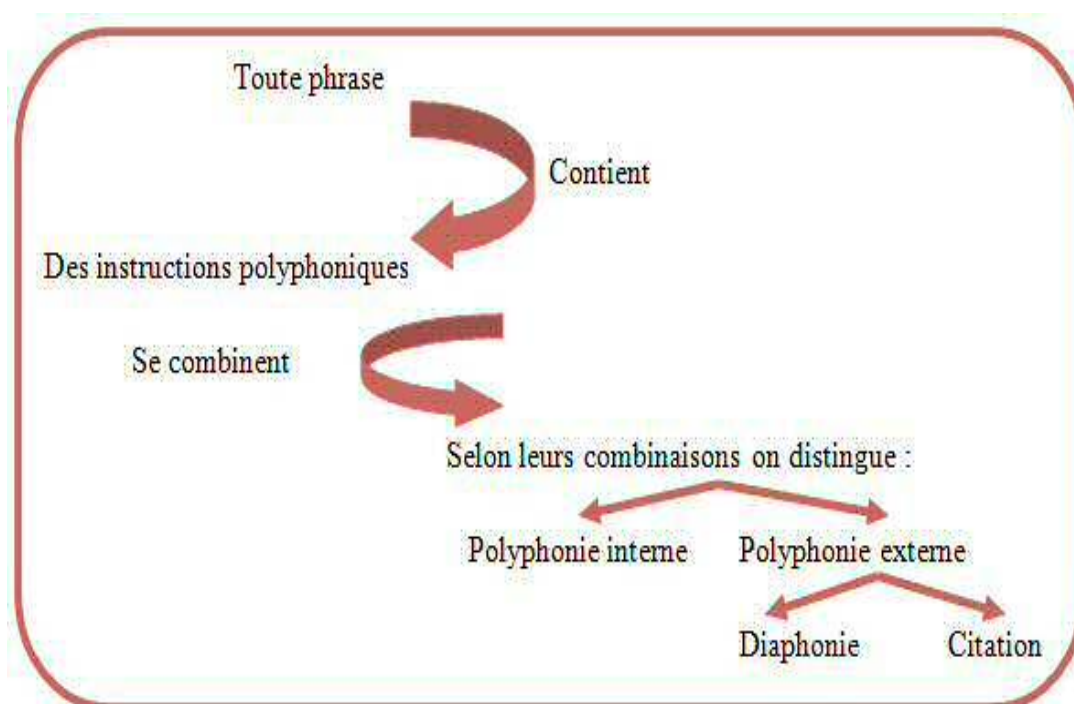 Toute phrase
Contient
Des instructions polyphoniques
Se combinent
Selon leurs combinaisons on distingue :
Polyphonie interne Polyphonie externe
Diaphonie Citation